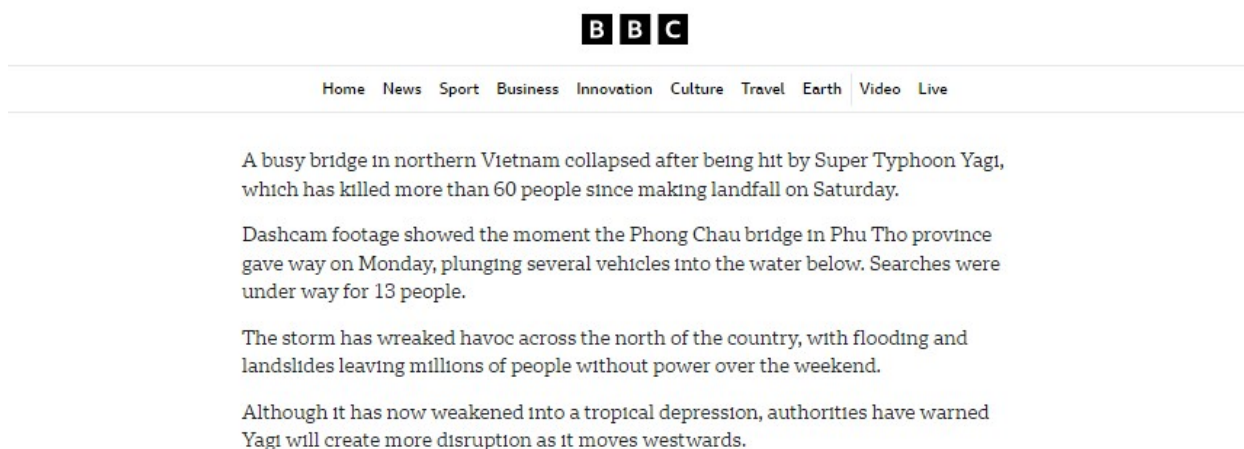 BBC
Home News Sport Business Innovation Culture Travel Earth Video Live
A busy bridge in northern Vietnam collapsed after being hit by Super Typhoon Yagi,
which has killed more than 60 people since making landfall on Saturday.
Dashcam footage showed the moment the Phong Chau bridge in Phu Tho province
gave way on Monday, plunging several vehicles into the water below. Searches were
under way for 13 people.
The storm has wreaked havoc across the north of the country, with flooding and
landslides leaving millions of people without power over the weekend.
Although it has now weakened into a tropical depression, authorities have warned
Yagi will create more disruption as it moves westwards.